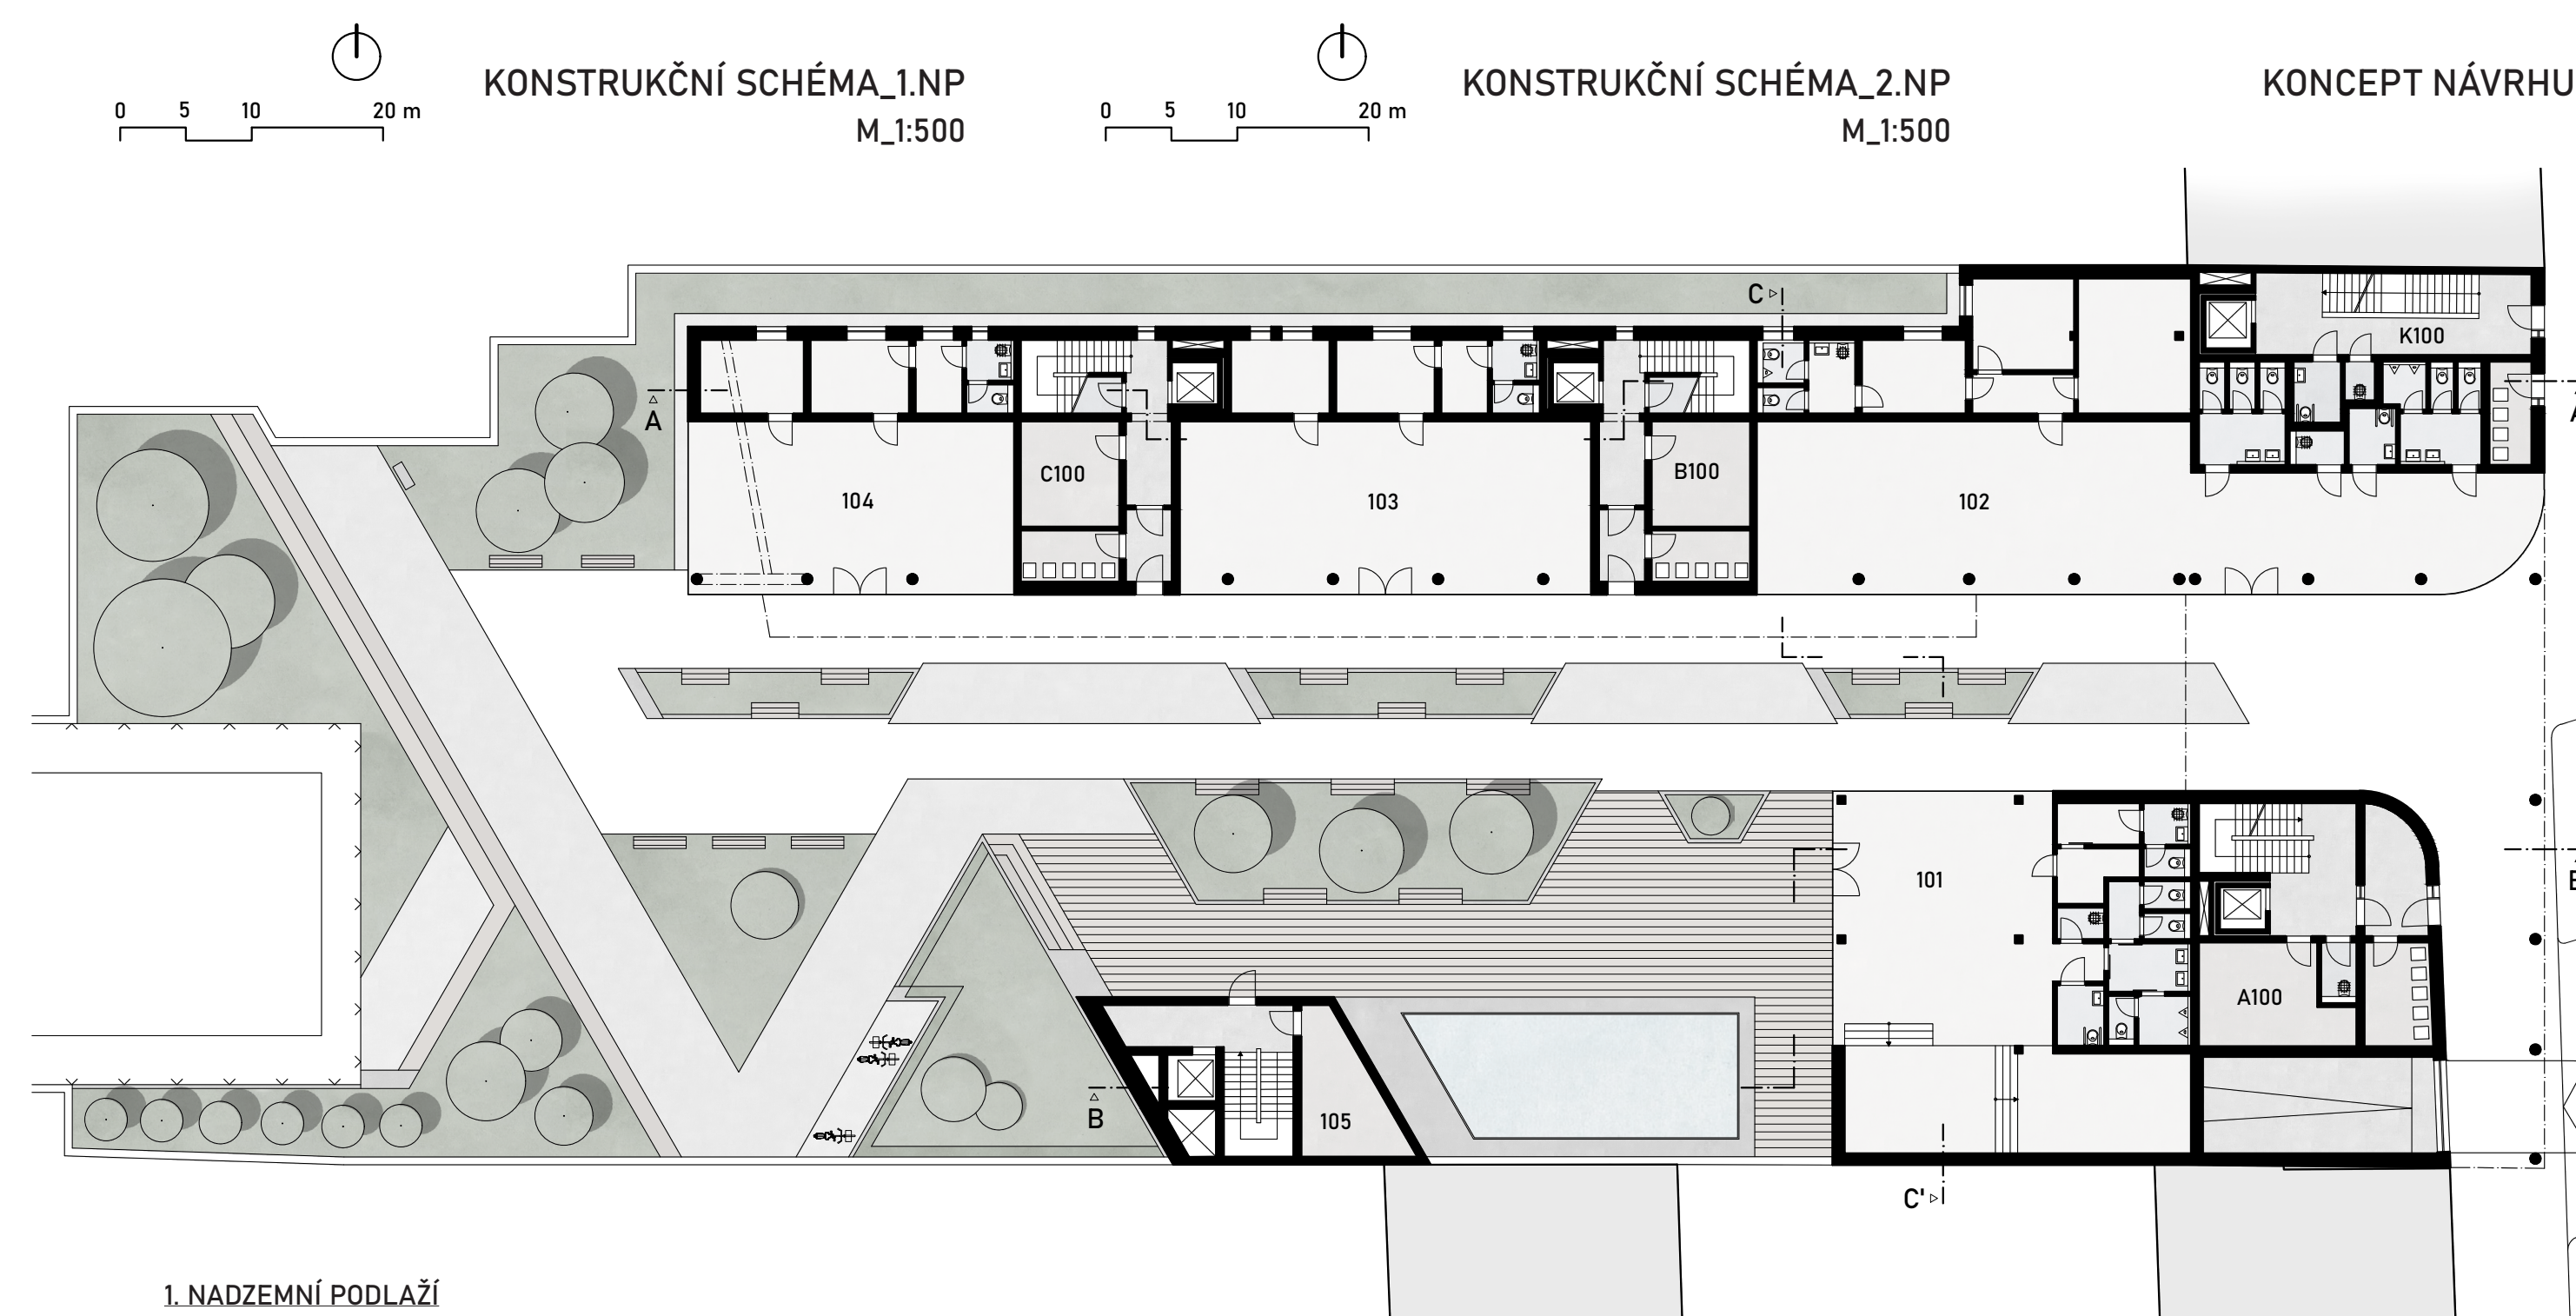 KONSTRUKČNÍ SCHÉMA_1.NP
M_1:500
0 5 10 20 m
KONSTRUKČNÍ SCHÉMA_2.NP
M_1:500
0 5 10 20 m
KONCEPT NÁVRHU
C
K100
A
C100
B100
104
103
102
101
A100
B
105
C'
1. NADZEMNÍ PODLAŽÍ